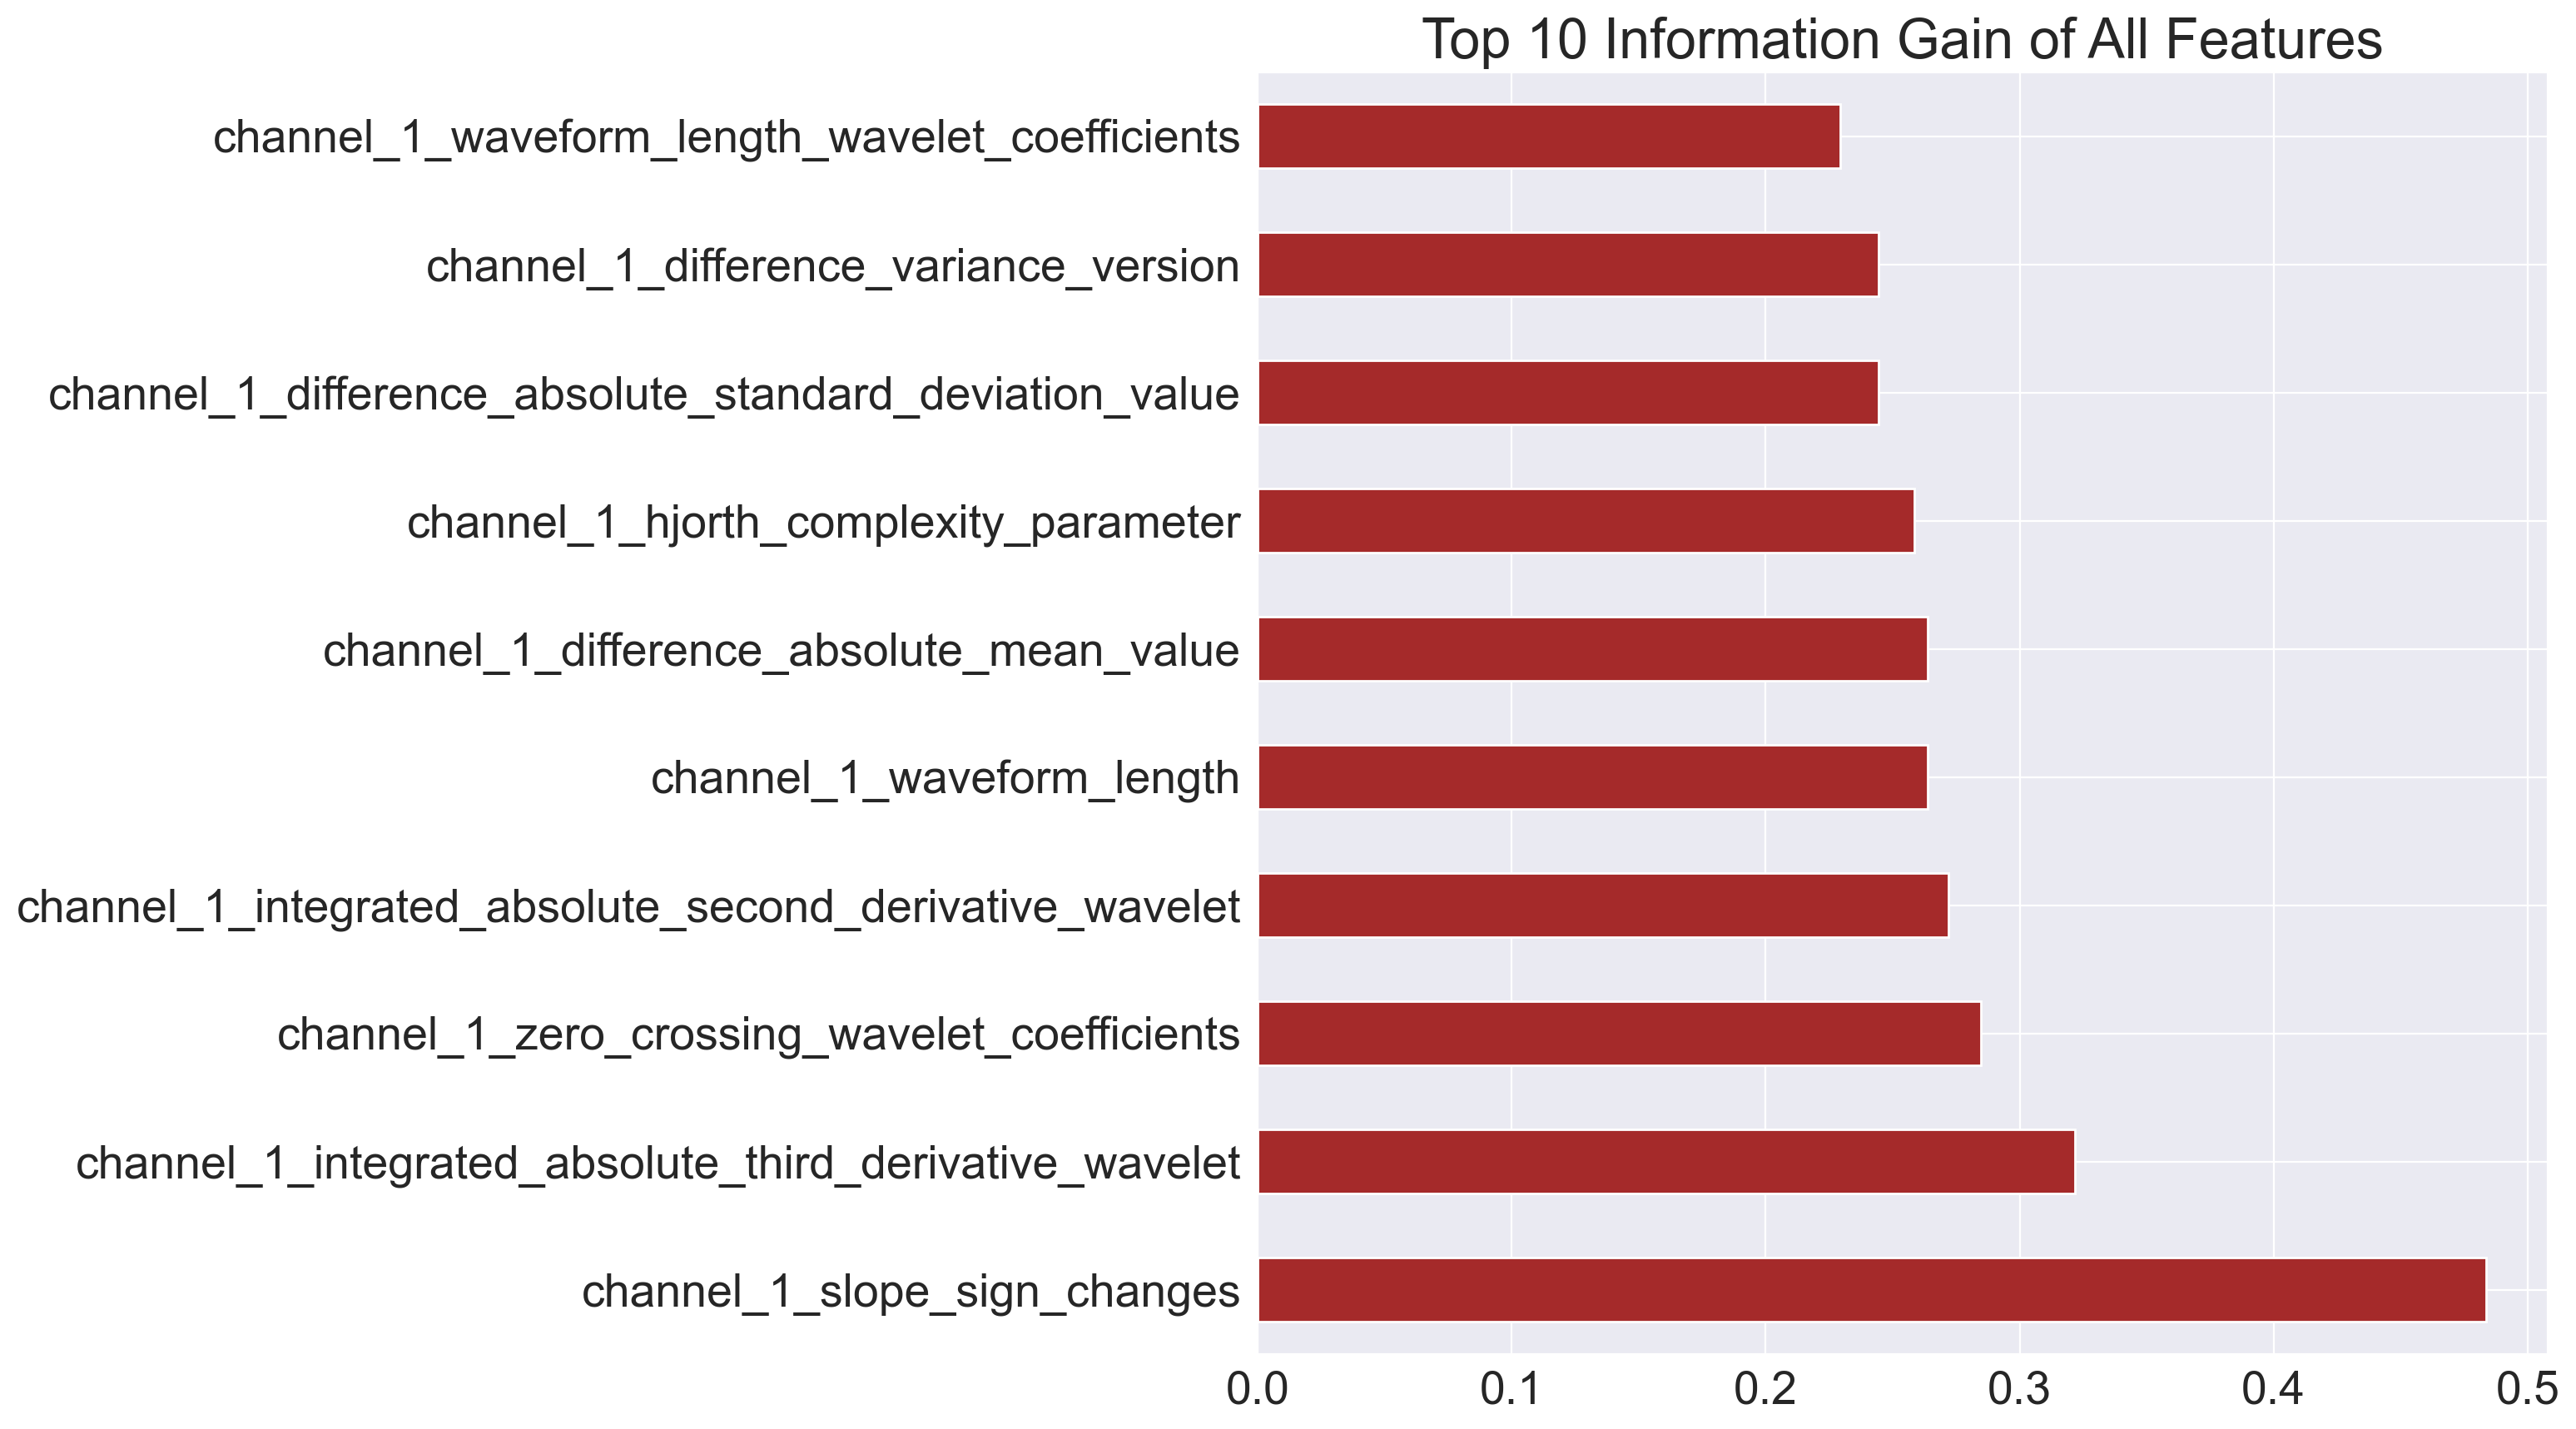 Top 10 Information Gain of All Features
channel_1_waveform_length_wavelet_coefficients
channel_1_difference_variance_version
channel_1_difference_absolute_standard_deviation_value
channel_1_hjorth_complexity_parameter
channel_1_difference_absolute_mean_value
channel_1_waveform_length
channel_1_integrated_absolute_second_derivative_wavelet
channel_1_zero_crossing_wavelet_coefficients
channel_1_integrated_absolute_third_derivative_wavelet
channel_1_slope_sign_changes
0.0 0.1 0.2 0.3 0.4 0.5